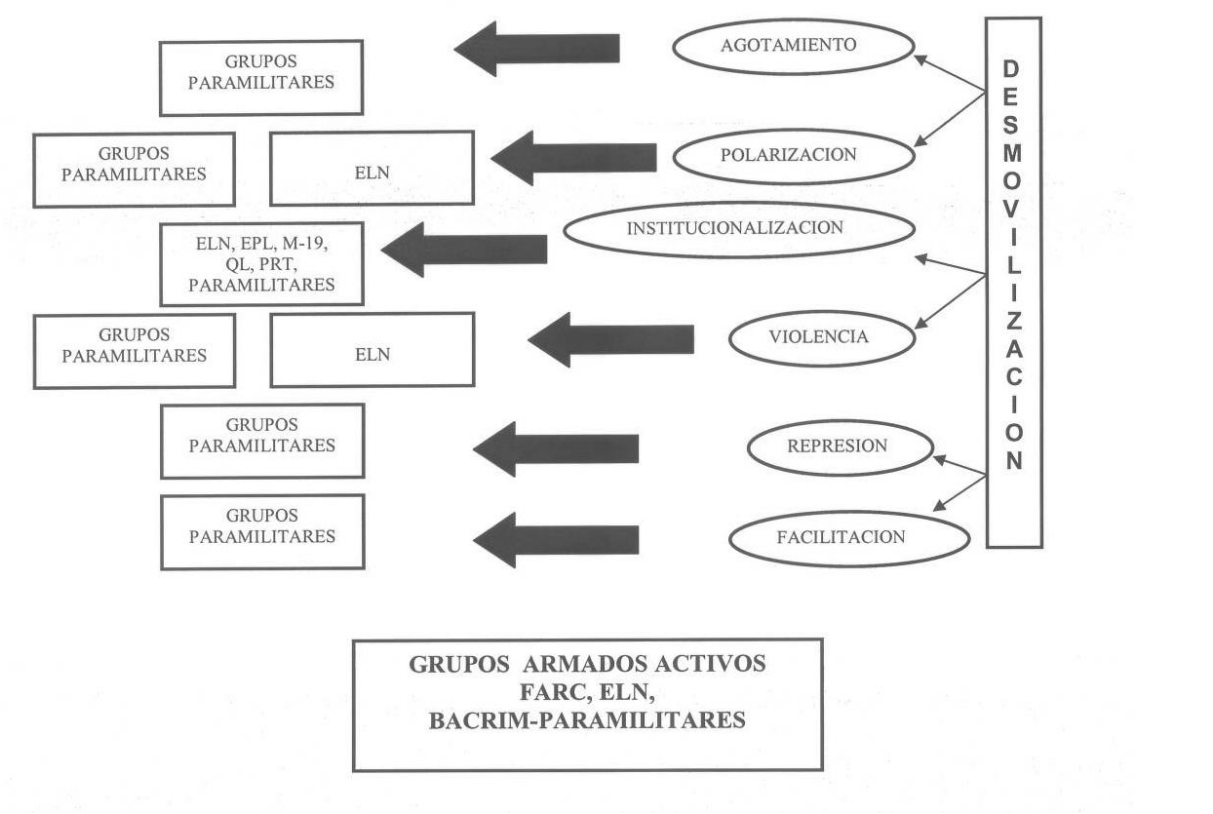 GRUPOS
PARAMILITARES
AGOTAMIENTO
GRUPOS
PARAMILITARES
ELN
POLARIZACION
ELN, EPL, M-19,
QL, PRT,
PARAMILITARES
INSTITUCIONALIZACION
GRUPOS
PARAMILITARES
ELN
VIOLENCIA
GRUPOS
PARAMILITARES
REPRESION
GRUPOS
PARAMILITARES
FACILITACION
DESMOVILIZACION
GRUPOS ARMADOS ACTIVOS
FARC, ELN,
BACRIM-PARAMILITARES